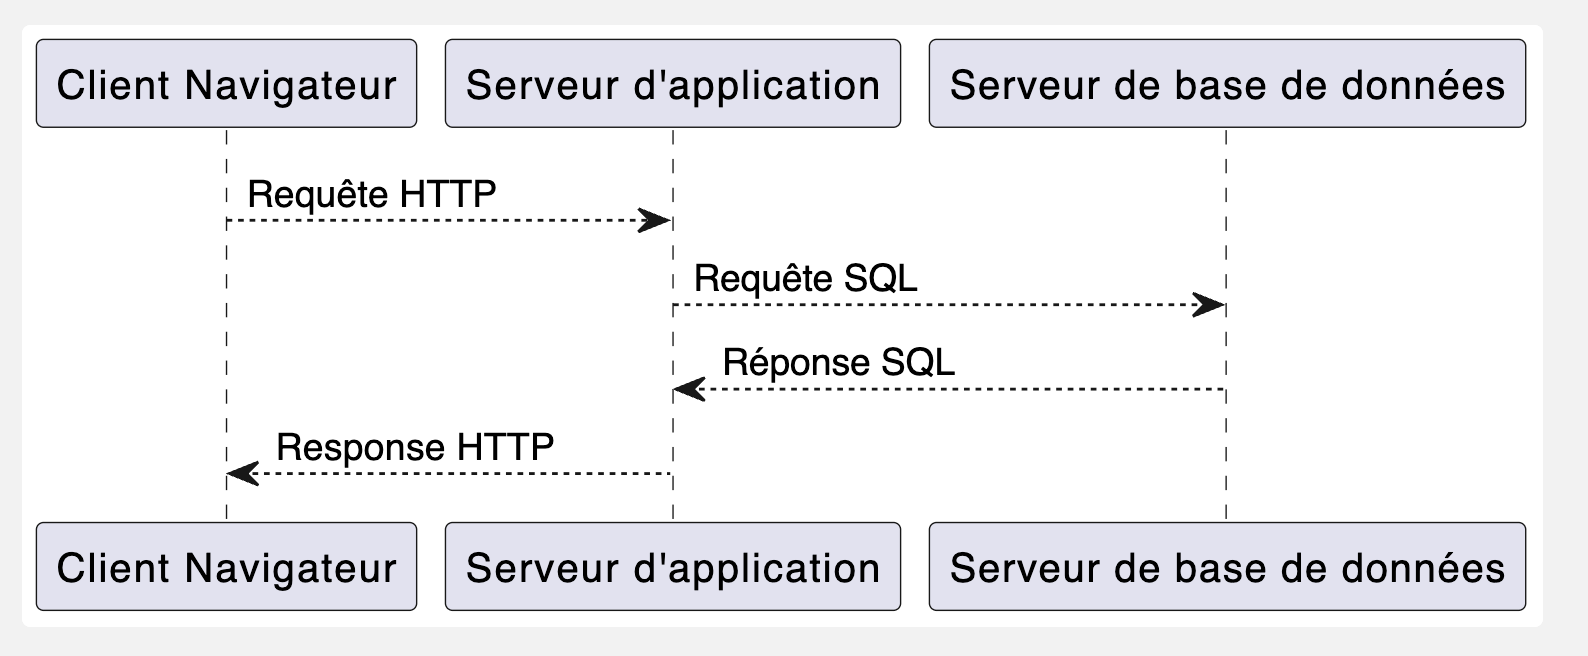 Client Navigateur
Serveur d'application
Serveur de base de données
Requête HTTP
Requête SQL
Réponse SQL
Response HTTP
Client Navigateur
Serveur d'application
Serveur de base de données